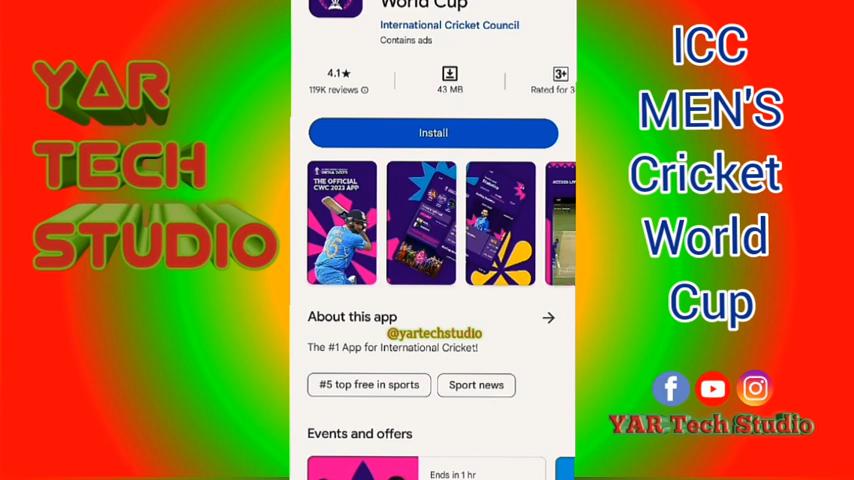 YAR
TECH
STUDIO
World Cup
International Cricket Council
Contains ads
4.1★
119K reviews
43 MB
3+
Rated for 3
Install
THE OFFICIAL
CWC 2023 APP
About this app
@yartechstudio
The #1 App for International Cricket!
#5 top free in sports
Sport news
Events and offers
Ends in 1 hr
ICC
MEN'S
Cricket
World
Cup
YAR Tech Studio